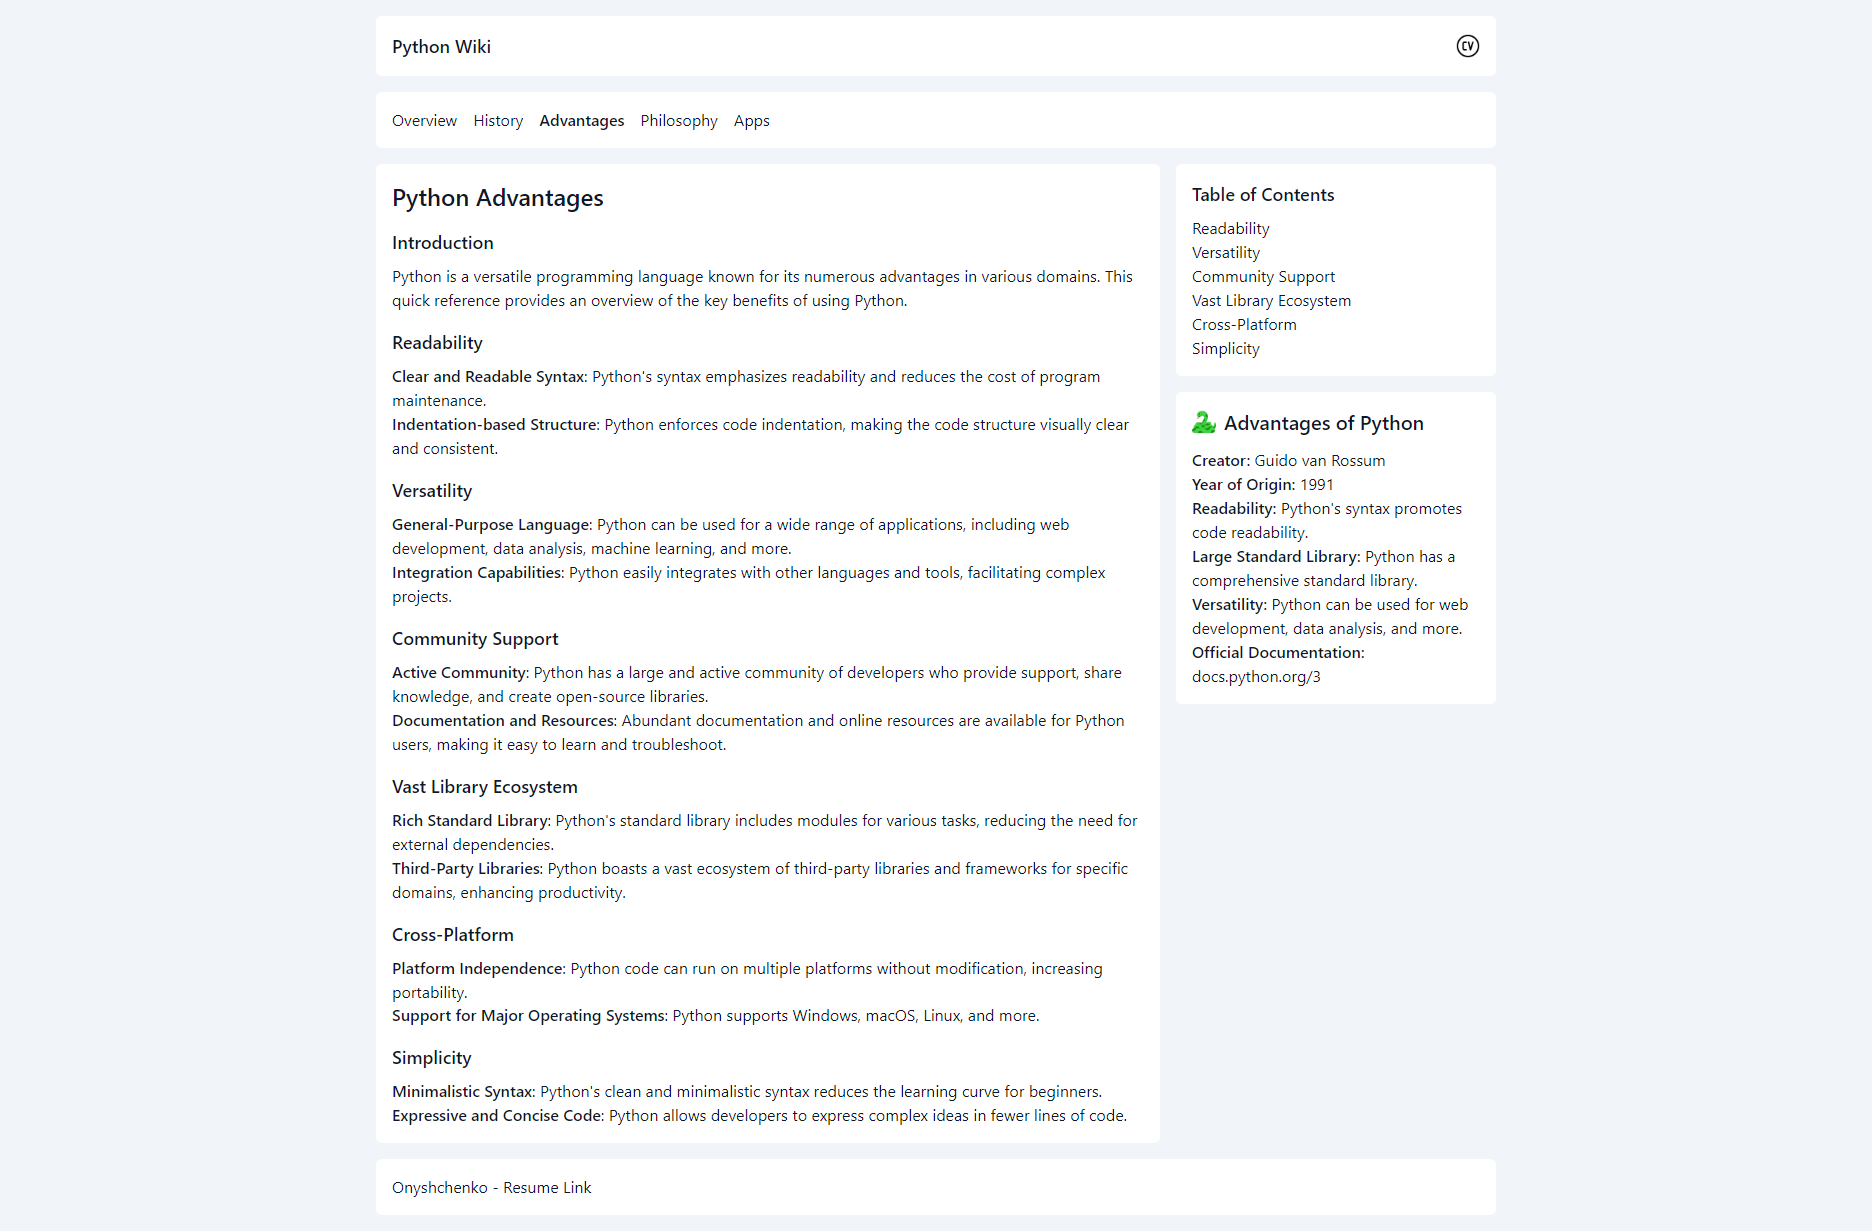 Python Wiki
CV
Overview History Advantages Philosophy Apps
Python Advantages
Introduction
Python is a versatile programming language known for its numerous advantages in various domains. This
quick reference provides an overview of the key benefits of using Python.
Readability
Clear and Readable Syntax: Python's syntax emphasizes readability and reduces the cost of program
maintenance.
Indentation-based Structure: Python enforces code indentation, making the code structure visually clear
and consistent.
Versatility
General-Purpose Language: Python can be used for a wide range of applications, including web
development, data analysis, machine learning, and more.
Integration Capabilities: Python easily integrates with other languages and tools, facilitating complex
projects.
Community Support
Active Community: Python has a large and active community of developers who provide support, share
knowledge, and create open-source libraries.
Documentation and Resources: Abundant documentation and online resources are available for Python
users, making it easy to learn and troubleshoot.
Vast Library Ecosystem
Rich Standard Library: Python's standard library includes modules for various tasks, reducing the need for
external dependencies.
Third-Party Libraries: Python boasts a vast ecosystem of third-party libraries and frameworks for specific
domains, enhancing productivity.
Cross-Platform
Platform Independence: Python code can run on multiple platforms without modification, increasing
portability.
Support for Major Operating Systems: Python supports Windows, macOS, Linux, and more.
Simplicity
Minimalistic Syntax: Python's clean and minimalistic syntax reduces the learning curve for beginners.
Expressive and Concise Code: Python allows developers to express complex ideas in fewer lines of code.
Table of Contents
Readability
Versatility
Community Support
Vast Library Ecosystem
Cross-Platform
Simplicity
Advantages of Python
Creator: Guido van Rossum
Year of Origin: 1991
Readability: Python's syntax promotes
code readability.
Large Standard Library: Python has a
comprehensive standard library.
Versatility: Python can be used for web
development, data analysis, and more.
Official Documentation:
docs.python.org/3
Onyshchenko - Resume Link